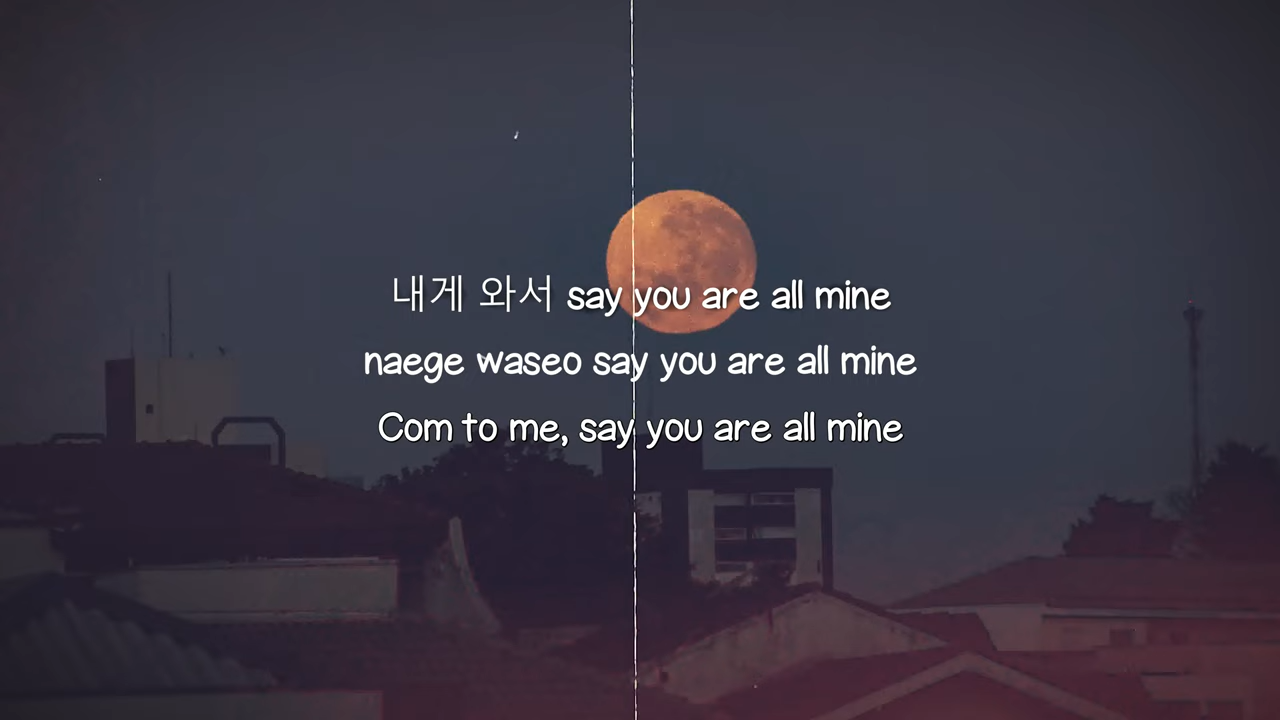 내게 와서 say you are all mine
naege waseo say you are all mine
Com to me, say you are all mine